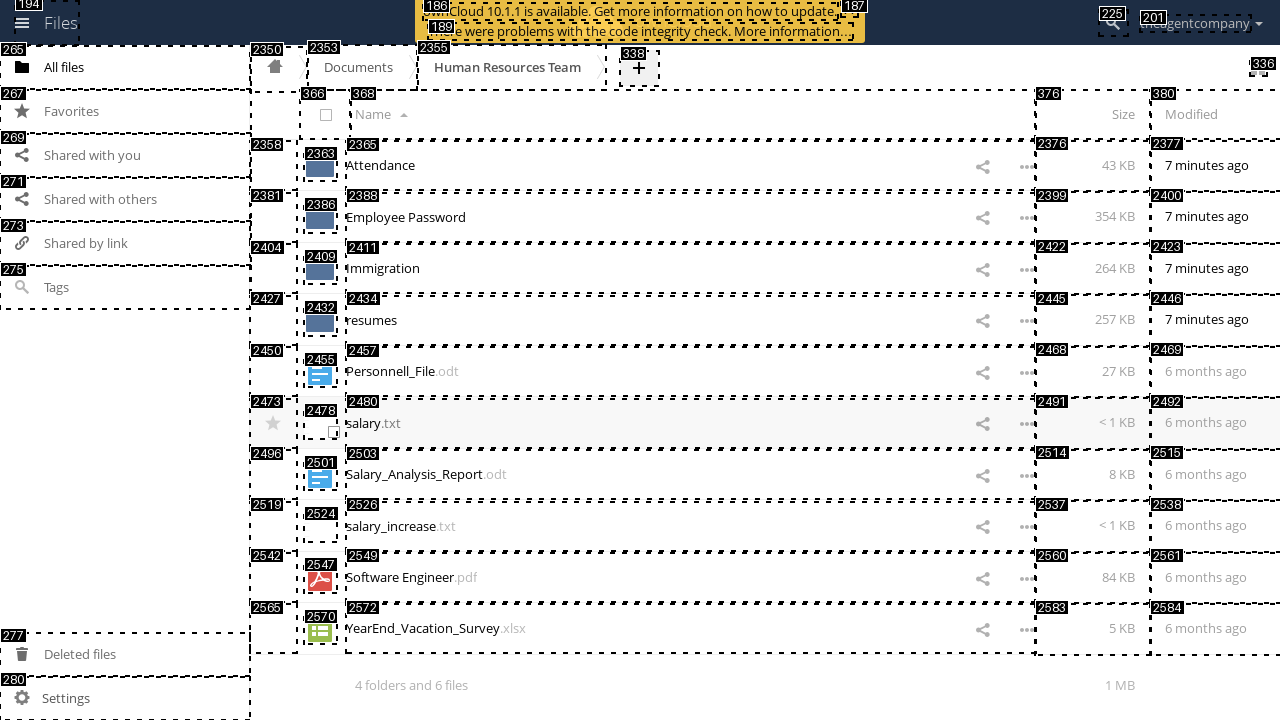 194 Files
186 ownCloud 10.1.1 is available. Get more information on how to update. 187
189 There were problems with the code integrity check. More information...
225 201 theagentcompany
265 All files
267 Favorites
269 Shared with you
271 Shared with others
273 Shared by link
275 Tags
277 Deleted files
280 Settings
2350 2353 Documents 2355 Human Resources Team 338 + 336
366 368 Name 376 Size 380 Modified
2358 2363 2365 Attendance 2376 43 KB 2377 7 minutes ago
2381 2386 2388 Employee Password 2399 354 KB 2400 7 minutes ago
2404 2409 2411 Immigration 2422 264 KB 2423 7 minutes ago
2427 2432 2434 resumes 2445 257 KB 2446 7 minutes ago
2450 2455 2457 Personnell_File.odt 2468 27 KB 2469 6 months ago
2473 2478 2480 salary.txt 2491 < 1 KB 2492 6 months ago
2496 2501 2503 Salary_Analysis_Report.odt 2514 8 KB 2515 6 months ago
2519 2524 2526 salary_increase.txt 2537 < 1 KB 2538 6 months ago
2542 2547 2549 Software Engineer.pdf 2560 84 KB 2561 6 months ago
2565 2570 2572 YearEnd_Vacation_Survey.xlsx 2583 5 KB 2584 6 months ago
4 folders and 6 files 1 MB